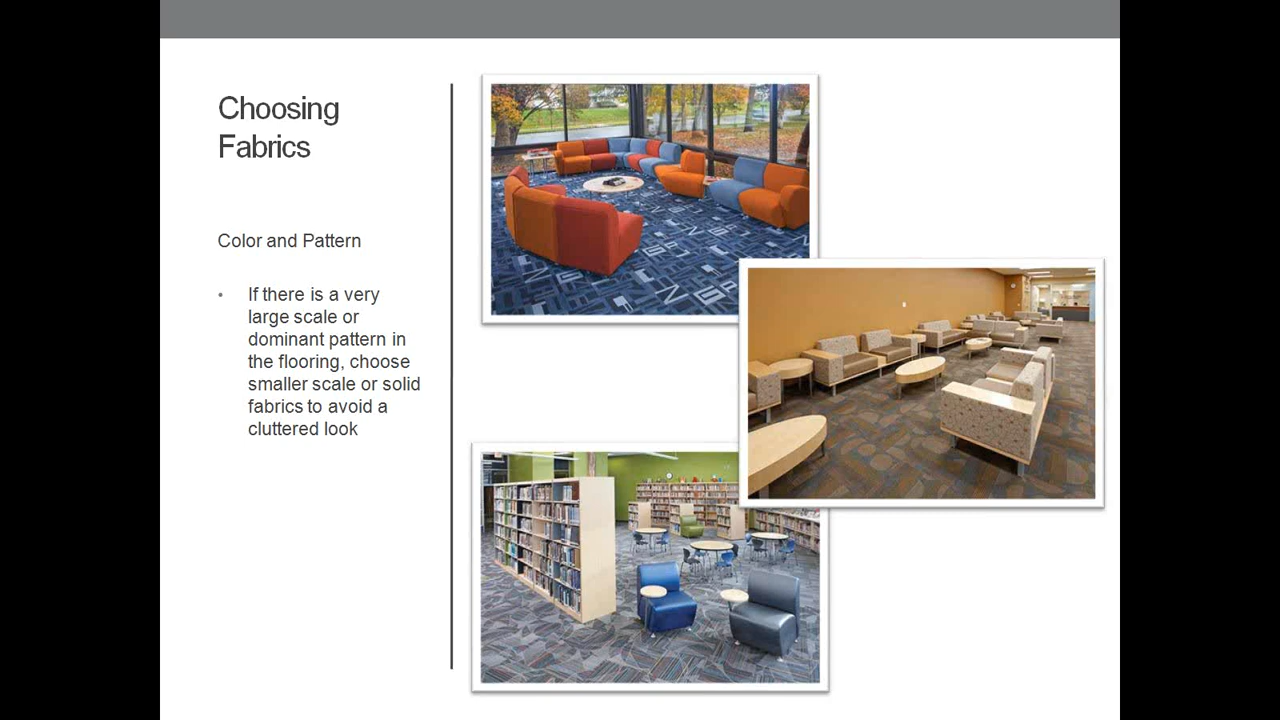 Choosing
Fabrics
Color and Pattern
• If there is a very
large scale or
dominant pattern in
the flooring, choose
smaller scale or solid
fabrics to avoid a
cluttered look